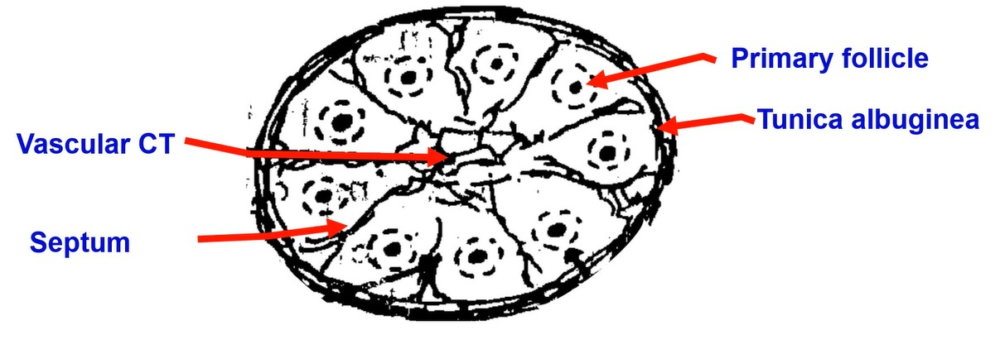 Primary follicle
Tunica albuginea
Vascular CT
Septum